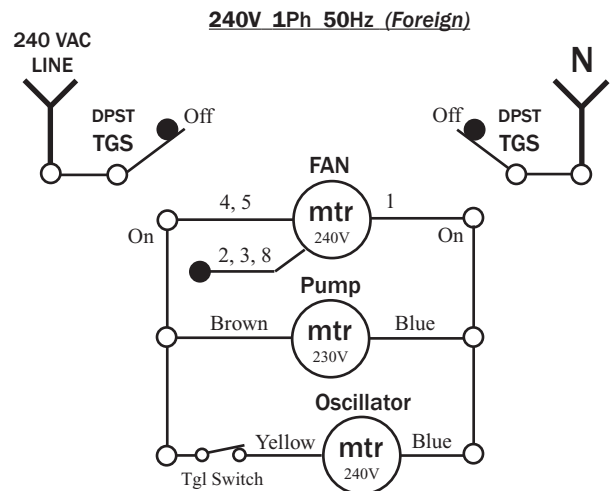 240V 1Ph 50Hz (Foreign)
240 VAC
LINE
N
DPST
TGS
Off
Off
DPST
TGS
FAN
4, 5
mtr
240V
1
On
On
2, 3, 8
Pump
Brown
mtr
230V
Blue
Oscillator
Yellow
mtr
240V
Blue
Tgl Switch